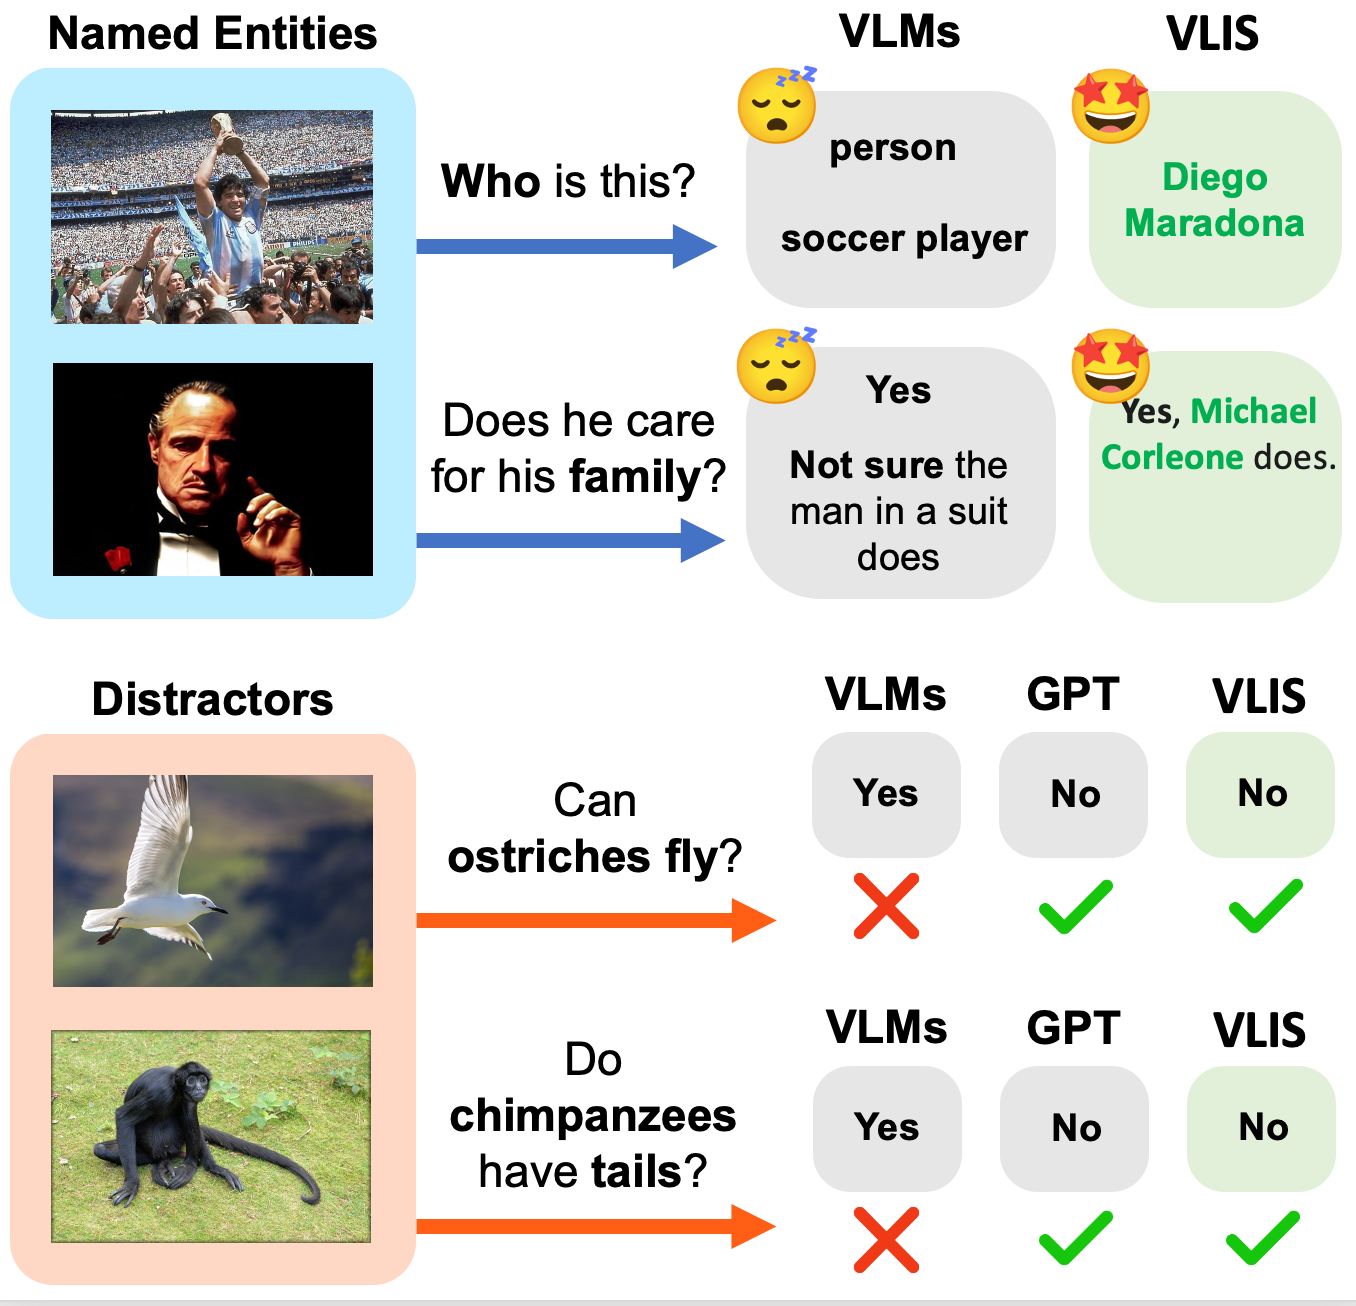 Named Entities
VLMs
VLIS
Who is this?
person
soccer player
Diego
Maradona
Does he care
for his family?
Yes
Not sure the
man in a suit
does
Yes, Michael
Corleone does.
Distractors
VLMs
GPT
VLIS
Can
ostriches fly?
Yes
No
No
VLMs
GPT
VLIS
Do
chimpanzees
have tails?
Yes
No
No